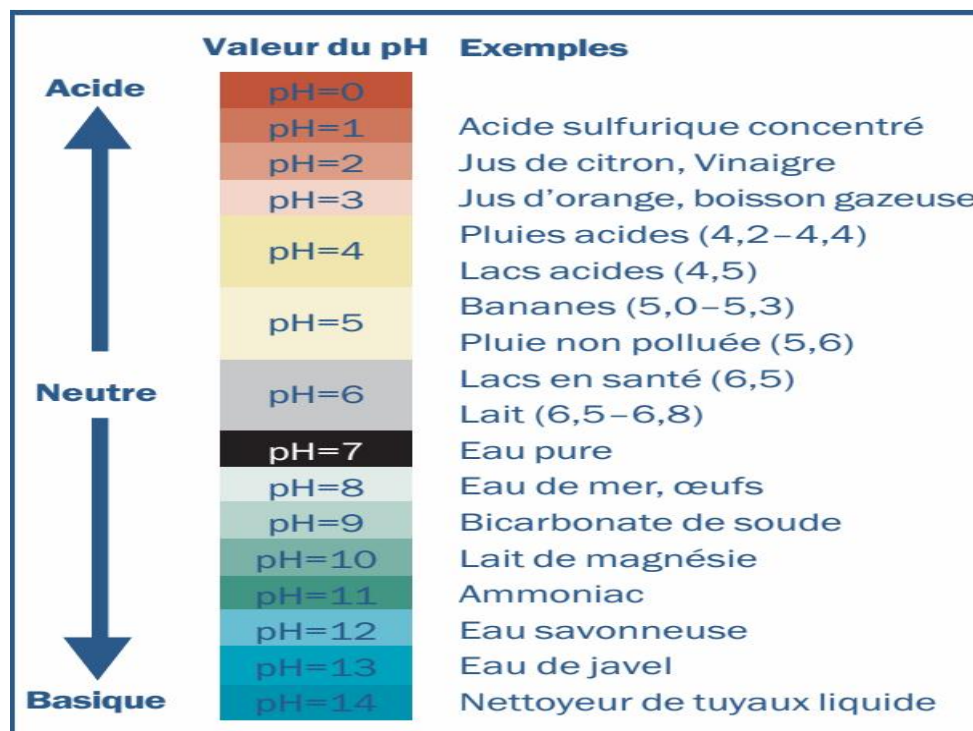 Valeur du pH Exemples
Acide
pH=0
pH=1 Acide sulfurique concentré
pH=2 Jus de citron, Vinaigre
pH=3 Jus d'orange, boisson gazeuse
pH=4 Pluies acides (4,2–4,4)
Lacs acides (4,5)
pH=5 Bananes (5,0–5,3)
Pluie non polluée (5,6)
Neutre
pH=6 Lacs en santé (6,5)
Lait (6,5–6,8)
pH=7 Eau pure
pH=8 Eau de mer, œufs
pH=9 Bicarbonate de soude
pH=10 Lait de magnésie
pH=11 Ammoniac
pH=12 Eau savonneuse
pH=13 Eau de javel
Basique
pH=14 Nettoyeur de tuyaux liquide